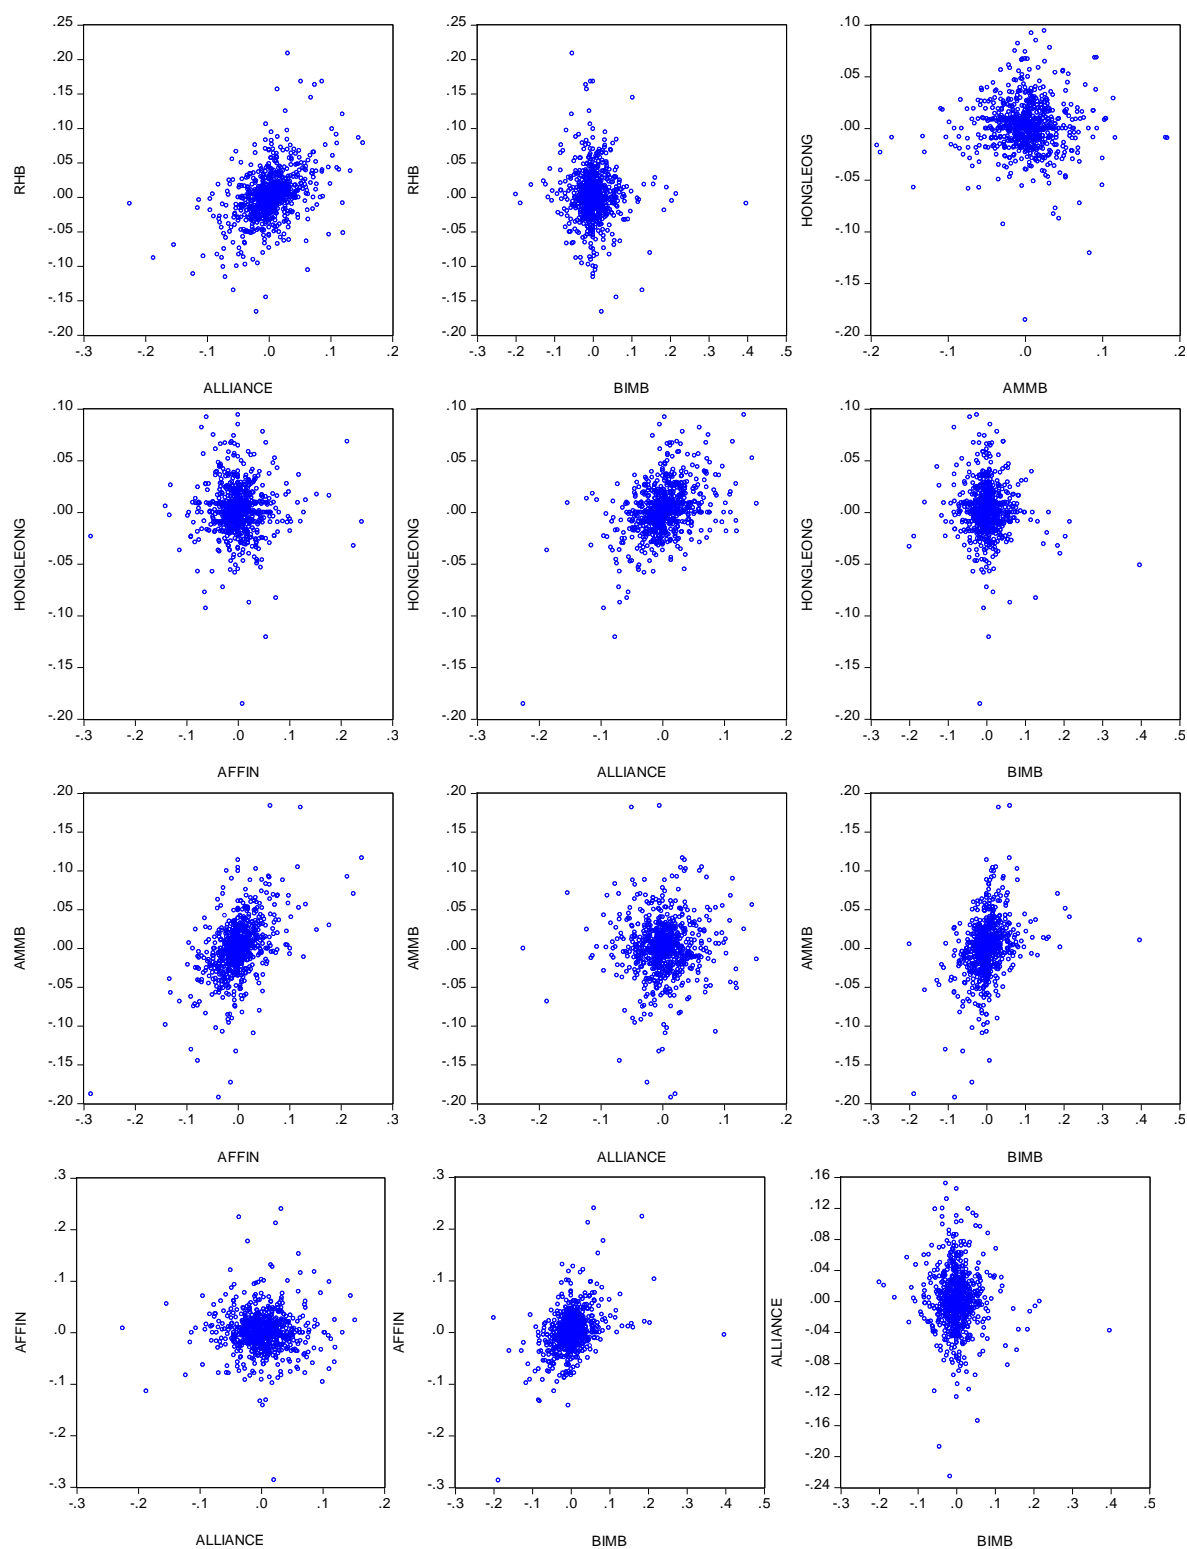 .25
.20
.15
.10
.05
.00
-.05
-.10
-.15
-.20
RHB
-.3 -.2 -.1 .0 .1 .2
ALLIANCE
.25
.20
.15
.10
.05
.00
-.05
-.10
-.15
-.20
RHB
-.3 -.2 -.1 .0 .1 .2 .3 .4 .5
BIMB
.10
.05
.00
-.05
-.10
-.15
-.20
HONGLEONG
-.2 -.1 .0 .1 .2
AMMB
.10
.05
.00
-.05
-.10
-.15
-.20
HONGLEONG
-.3 -.2 -.1 .0 .1 .2 .3
AFFIN
.10
.05
.00
-.05
-.10
-.15
-.20
HONGLEONG
-.3 -.2 -.1 .0 .1 .2
ALLIANCE
.10
.05
.00
-.05
-.10
-.15
-.20
HONGLEONG
-.3 -.2 -.1 .0 .1 .2 .3 .4 .5
BIMB
.20
.15
.10
.05
.00
-.05
-.10
-.15
-.20
AMMB
-.3 -.2 -.1 .0 .1 .2 .3
AFFIN
.20
.15
.10
.05
.00
-.05
-.10
-.15
-.20
AMMB
-.3 -.2 -.1 .0 .1 .2
ALLIANCE
.20
.15
.10
.05
.00
-.05
-.10
-.15
-.20
AMMB
-.3 -.2 -.1 .0 .1 .2 .3 .4 .5
BIMB
.3
.2
.1
.0
-.1
-.2
-.3
AFFIN
-.3 -.2 -.1 .0 .1 .2
ALLIANCE
.3
.2
.1
.0
-.1
-.2
-.3
AFFIN
-.3 -.2 -.1 .0 .1 .2 .3 .4 .5
BIMB
.16
.12
.08
.04
.00
-.04
-.08
-.12
-.16
-.20
-.24
ALLIANCE
-.3 -.2 -.1 .0 .1 .2 .3 .4 .5
BIMB